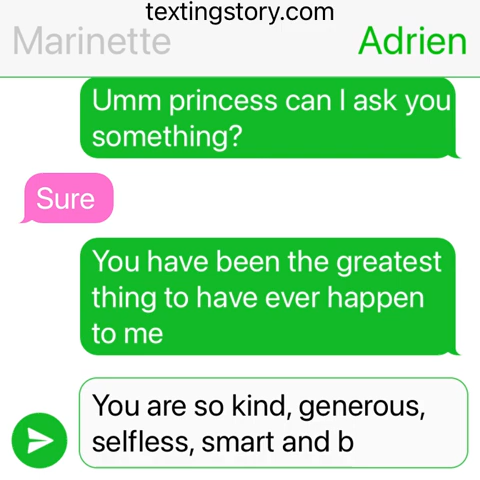 textingstory.com
Marinette Adrien
Umm princess can I ask you
something?
Sure
You have been the greatest
thing to have ever happen
to me
You are so kind, generous,
selfless, smart and b